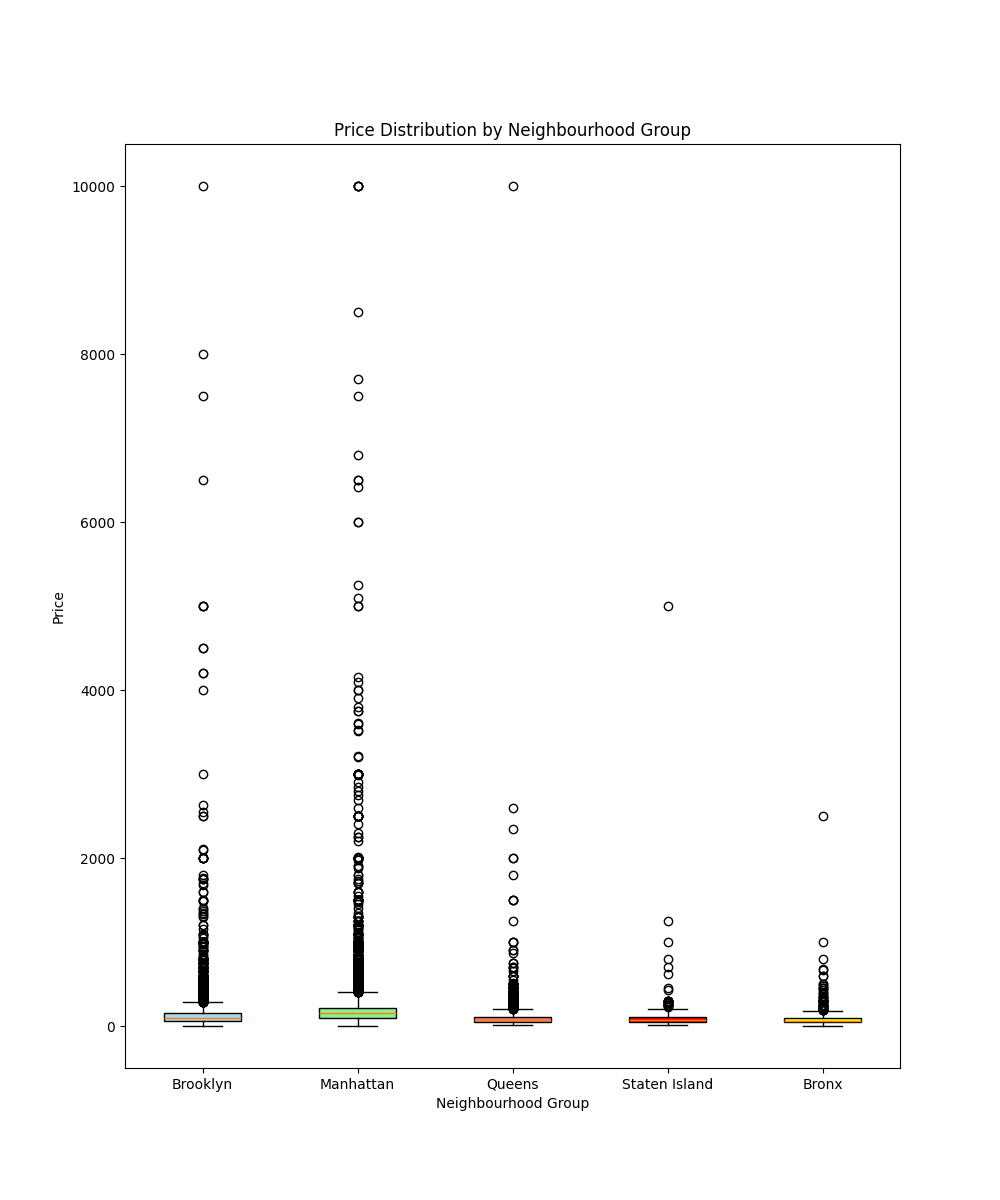 Price Distribution by Neighbourhood Group
10000
8000
6000
4000
2000
0
Price
Brooklyn Manhattan Queens Staten Island Bronx
Neighbourhood Group